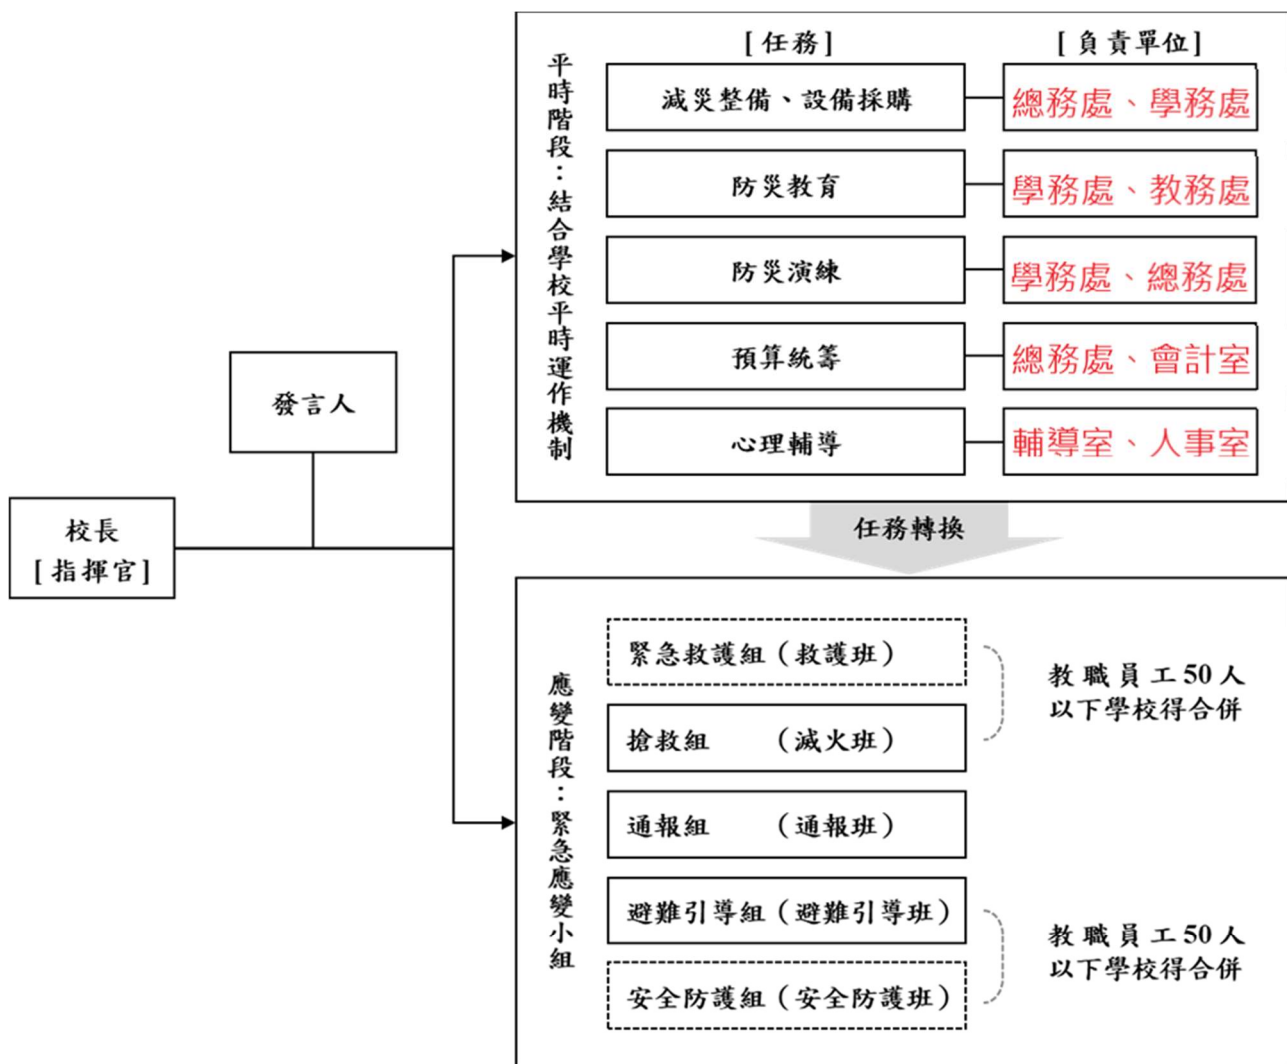 校長
[指揮官]
發言人
平時階段：結合學校平時運作機制
[任務]
[負責單位]
減災整備、設備採購
總務處、學務處
防災教育
學務處、教務處
防災演練
學務處、總務處
預算統籌
總務處、會計室
心理輔導
輔導室、人事室
任務轉換
應變階段：緊急應變小組
緊急救護組（救護班）
搶救組 （滅火班）
教職員工50人
以下學校得合併
通報組 （通報班）
避難引導組（避難引導班）
安全防護組（安全防護班）
教職員工50人
以下學校得合併